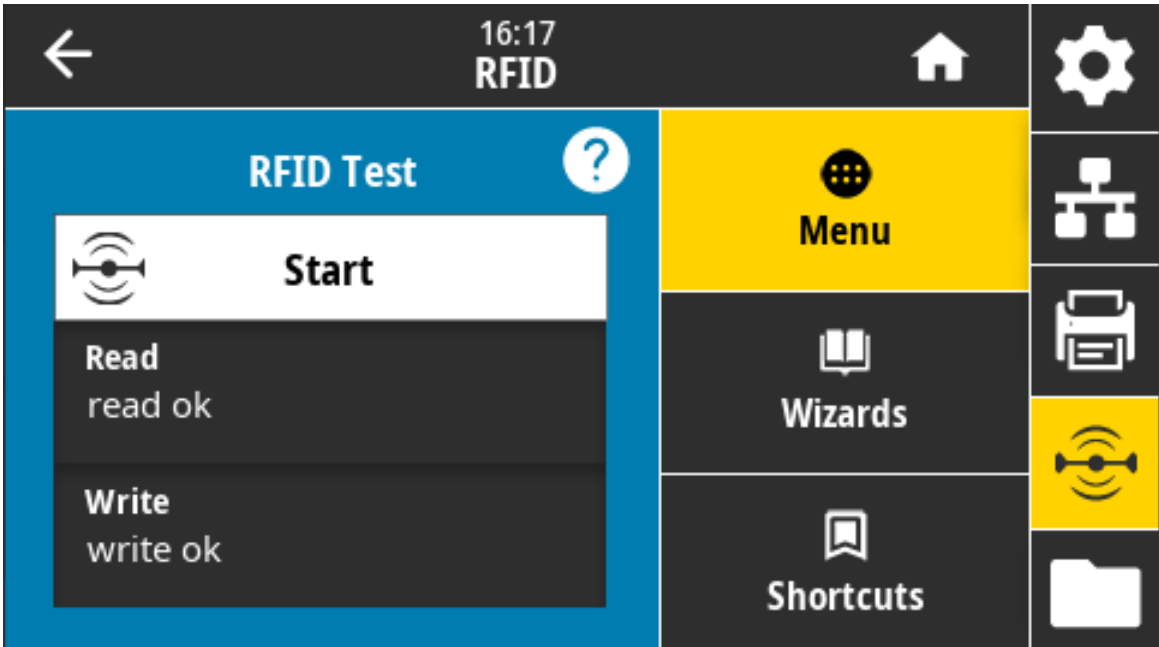 16:17
RFID
RFID Test
?
Start
Read
read ok
Write
write ok
Menu
Wizards
Shortcuts